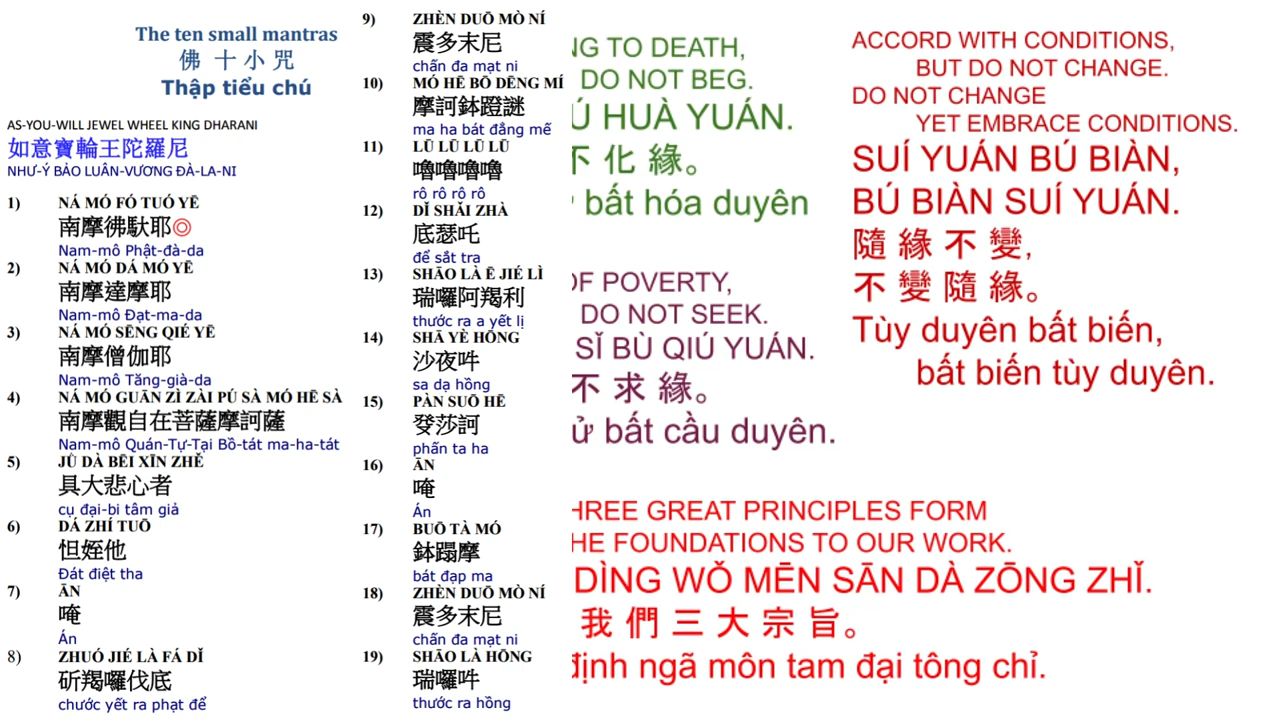 The ten small mantras
佛 十 小 咒
Thập tiểu chú
AS-YOU-WILL JEWEL WHEEL KING DHARANI
如意寶輪王陀羅尼
NHƯ-Ý BẢO LUÂN-VƯƠNG ĐÀ-LA-NI
1) NÁ MÓ FÓ TUÓ YĒ
南摩彿馱耶◎
Nam-mô Phật-đà-da
2) NÁ MÓ DÁ MÓ YĒ
南摩達摩耶
Nam-mô Đạt-ma-da
3) NÁ MÓ SĒNG QIÉ YĒ
南摩僧伽耶
Nam-mô Tăng-già-da
4) NÁ MÓ GUĀN ZÌ ZÀI PÚ SÀ MÓ HĒ SÀ
南摩觀自在菩薩摩訶薩
Nam-mô Quán-Tự-Tại Bồ-tát ma-ha-tát
5) JÙ DÀ BĒI XĪN ZHĚ
具大悲心者
cụ đại-bi tâm giả
6) DÁ ZHÍ TUŌ
怛姪他
Đát điệt tha
7) ĀN
唵
Án
8) ZHUÓ JIÉ LÀ FÁ DǏ
斫羯囉伐底
chước yết ra phạt để
9) ZHÈN DUŌ MÒ NÍ
震多末尼
chấn đa mạt ni
10) MÓ HĒ BŌ DĒNG MÍ
摩訶鉢蹬謎
ma ha bát đẳng mế
11) LŪ LŪ LŪ LŪ
嚕嚕嚕嚕
rô rô rô rô
12) DǏ SHǍI ZHÀ
底瑟吒
để sắt tra
13) SHĀO LÀ Ē JIÉ LÌ
瑞囉阿羯利
thước ra a yết lị
14) SHĀ YÈ HŌNG
沙夜吽
sa dạ hồng
15) PÀN SUŌ HĒ
癹莎訶
phấn ta ha
16) ĀN
唵
Án
17) BUŌ TÀ MÓ
鉢蹋摩
bát đạp ma
18) ZHÈN DUŌ MÒ NÍ
震多末尼
chấn đa mạt ni
19) SHĀO LÀ HŌNG
瑞囉吽
thước ra hồng
NG TO DEATH,
DO NOT BEG.
Ú HUÀ YUÁN.
不 化 緣。
bất hóa duyên
OF POVERTY,
DO NOT SEEK.
SǏ BÙ QIÚ YUÁN.
不 求 緣。
ử bất cầu duyên.
ACCORD WITH CONDITIONS,
BUT DO NOT CHANGE.
DO NOT CHANGE
YET EMBRACE CONDITIONS.
SUÍ YUÁN BÚ BIÀN,
BÚ BIÀN SUÍ YUÁN.
隨 緣 不 變,
不 變 隨 緣。
Tùy duyên bất biến,
bất biến tùy duyên.
HREE GREAT PRINCIPLES FORM
HE FOUNDATIONS TO OUR WORK.
DÌNG WǑ MĒN SĀN DÀ ZŌNG ZHǏ.
我 們 三 大 宗 旨。
định ngã môn tam đại tông chỉ.